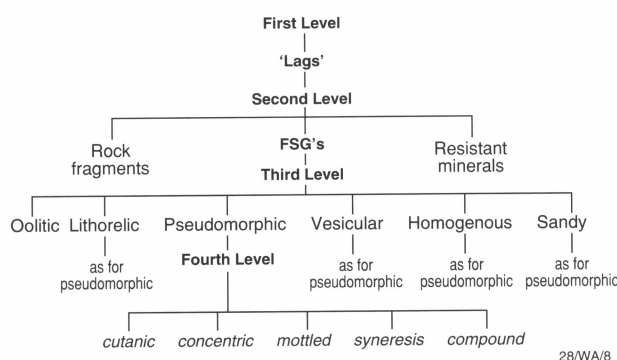 First Level
'Lags'
Second Level
Rock fragments
FSG's
Resistant minerals
Third Level
Oolitic Lithorelic Pseudomorphic Vesicular Homogenous Sandy
as for pseudomorphic
Fourth Level
as for pseudomorphic
as for pseudomorphic
as for pseudomorphic
cutanic concentric mottled syneresis compound
28/WA/8